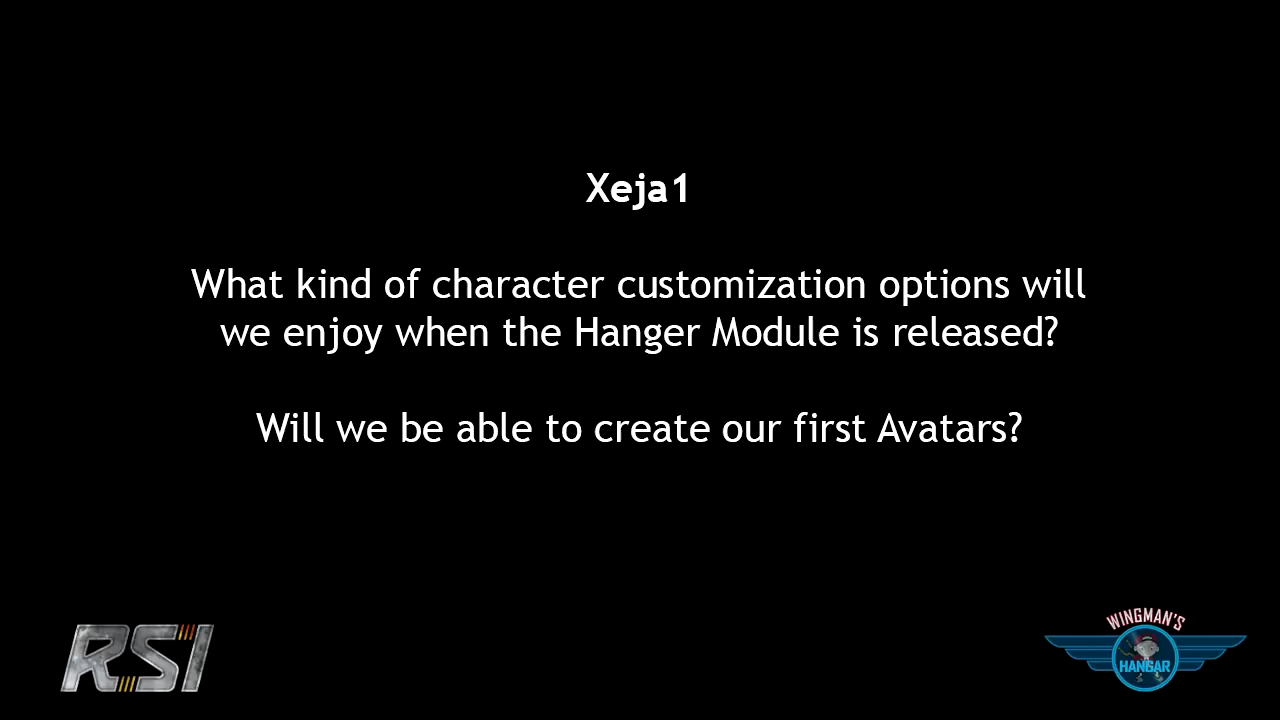 Xeja1
What kind of character customization options will
we enjoy when the Hanger Module is released?
Will we be able to create our first Avatars?
RSI
WINGMAN'S
HANGAR